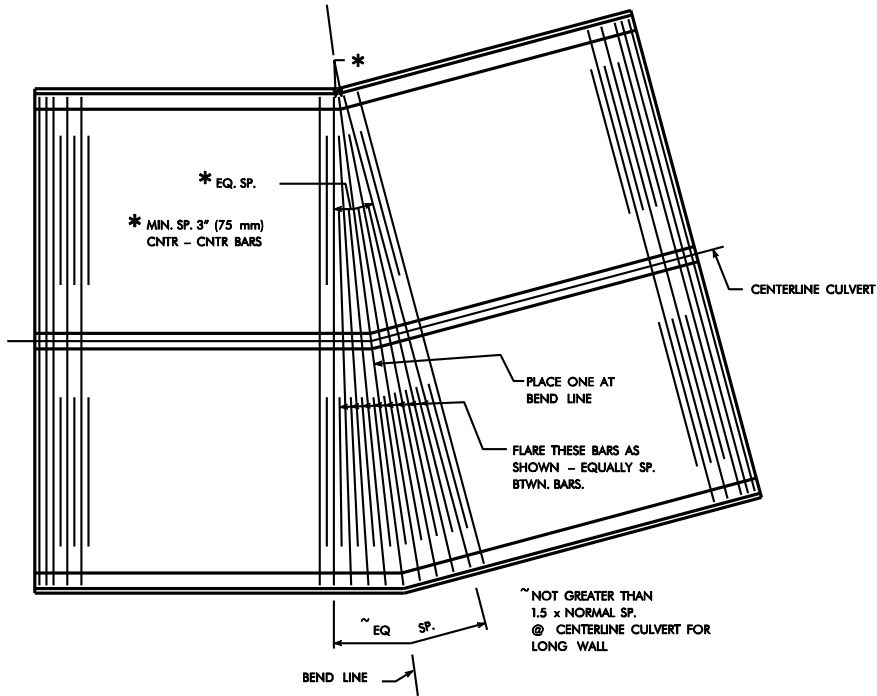 *
* EQ. SP.
* MIN. SP. 3" (75 mm)
CNTR - CNTR BARS
CENTERLINE CULVERT
PLACE ONE AT
BEND LINE
FLARE THESE BARS AS
SHOWN - EQUALLY SP.
BTWN. BARS.
~ EQ SP.
~ NOT GREATER THAN
1.5 x NORMAL SP.
@ CENTERLINE CULVERT FOR
LONG WALL
BEND LINE